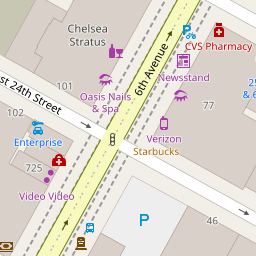 Chelsea
Stratus
6th Avenue
CVS Pharmacy
Newsstand
101
Oasis Nails
& Spa
st 24th Street
77
102
Enterprise
Verizon
Starbucks
725
Video Video
P
46